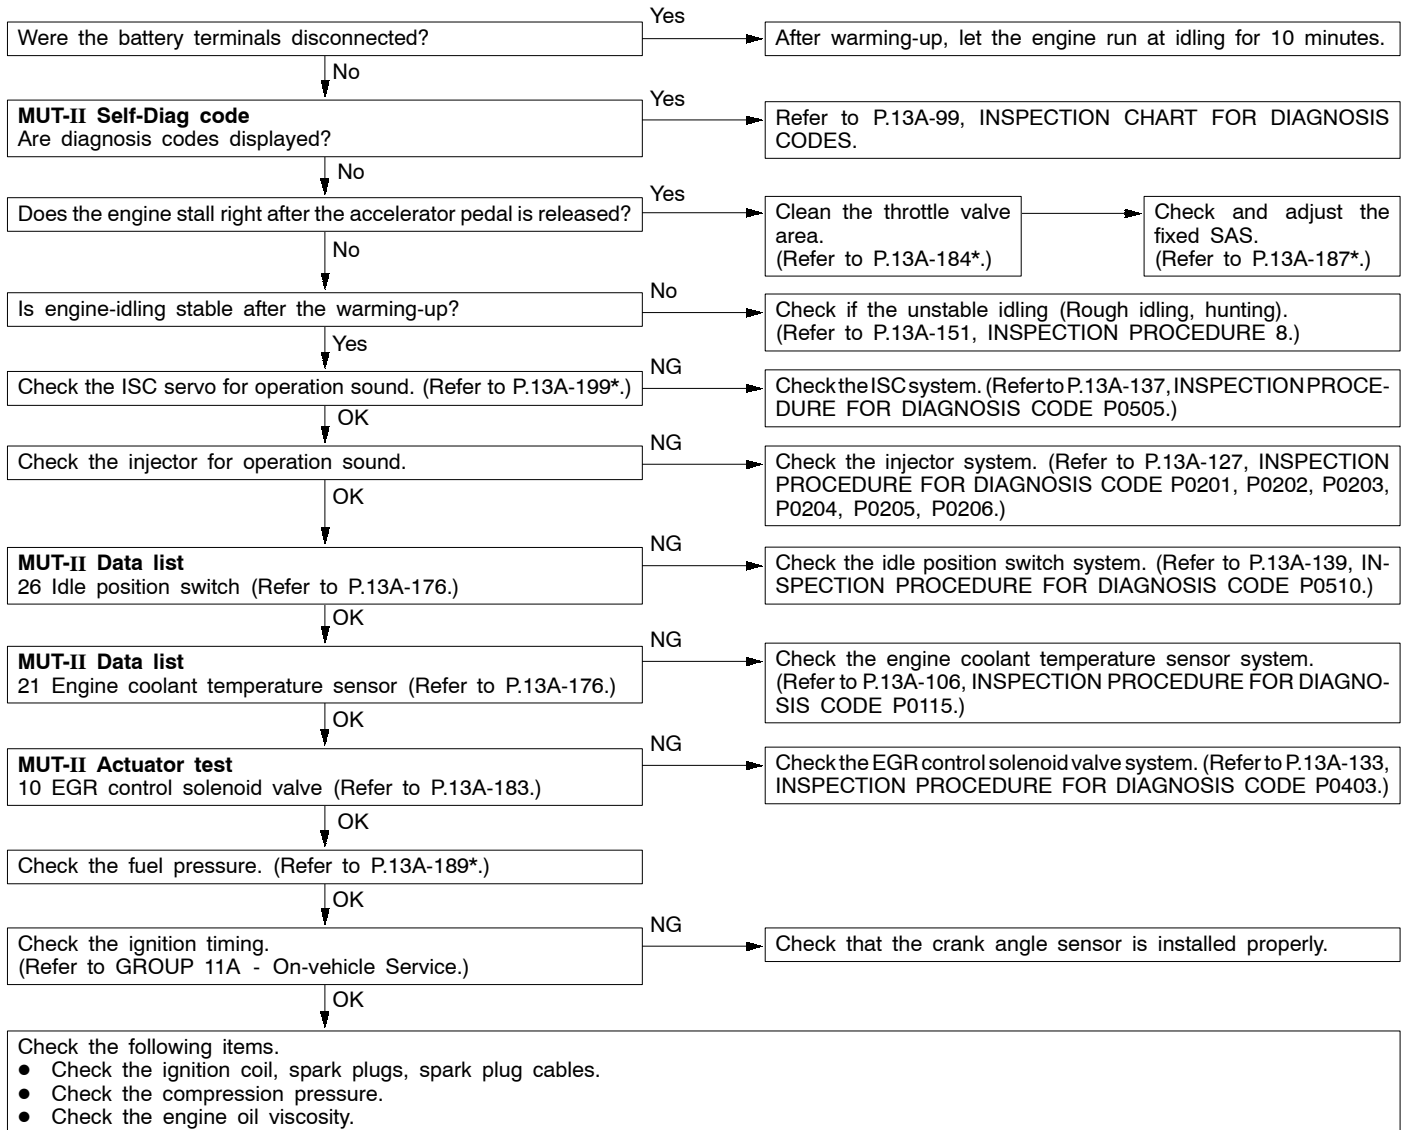 Were the battery terminals disconnected?
Yes
After warming-up, let the engine run at idling for 10 minutes.
No
MUT-II Self-Diag code
Are diagnosis codes displayed?
Yes
Refer to P.13A-99, INSPECTION CHART FOR DIAGNOSIS
CODES.
No
Does the engine stall right after the accelerator pedal is released?
Yes
Clean the throttle valve
area.
(Refer to P.13A-184*.)
Check and adjust the
fixed SAS.
(Refer to P.13A-187*.)
No
Is engine-idling stable after the warming-up?
No
Check if the unstable idling (Rough idling, hunting).
(Refer to P.13A-151, INSPECTION PROCEDURE 8.)
Yes
Check the ISC servo for operation sound. (Refer to P.13A-199*.)
NG
Check the ISC system. (Refer to P.13A-137, INSPECTION PROCE-
DURE FOR DIAGNOSIS CODE P0505.)
OK
Check the injector for operation sound.
NG
Check the injector system. (Refer to P.13A-127, INSPECTION
PROCEDURE FOR DIAGNOSIS CODE P0201, P0202, P0203,
P0204, P0205, P0206.)
OK
MUT-II Data list
26 Idle position switch (Refer to P.13A-176.)
NG
Check the idle position switch system. (Refer to P.13A-139, IN-
SPECTION PROCEDURE FOR DIAGNOSIS CODE P0510.)
OK
MUT-II Data list
21 Engine coolant temperature sensor (Refer to P.13A-176.)
NG
Check the engine coolant temperature sensor system.
(Refer to P.13A-106, INSPECTION PROCEDURE FOR DIAGNO-
SIS CODE P0115.)
OK
MUT-II Actuator test
10 EGR control solenoid valve (Refer to P.13A-183.)
NG
Check the EGR control solenoid valve system. (Refer to P.13A-133,
INSPECTION PROCEDURE FOR DIAGNOSIS CODE P0403.)
OK
Check the fuel pressure. (Refer to P.13A-189*.)
OK
Check the ignition timing.
(Refer to GROUP 11A - On-vehicle Service.)
NG
Check that the crank angle sensor is installed properly.
OK
Check the following items.
● Check the ignition coil, spark plugs, spark plug cables.
● Check the compression pressure.
● Check the engine oil viscosity.